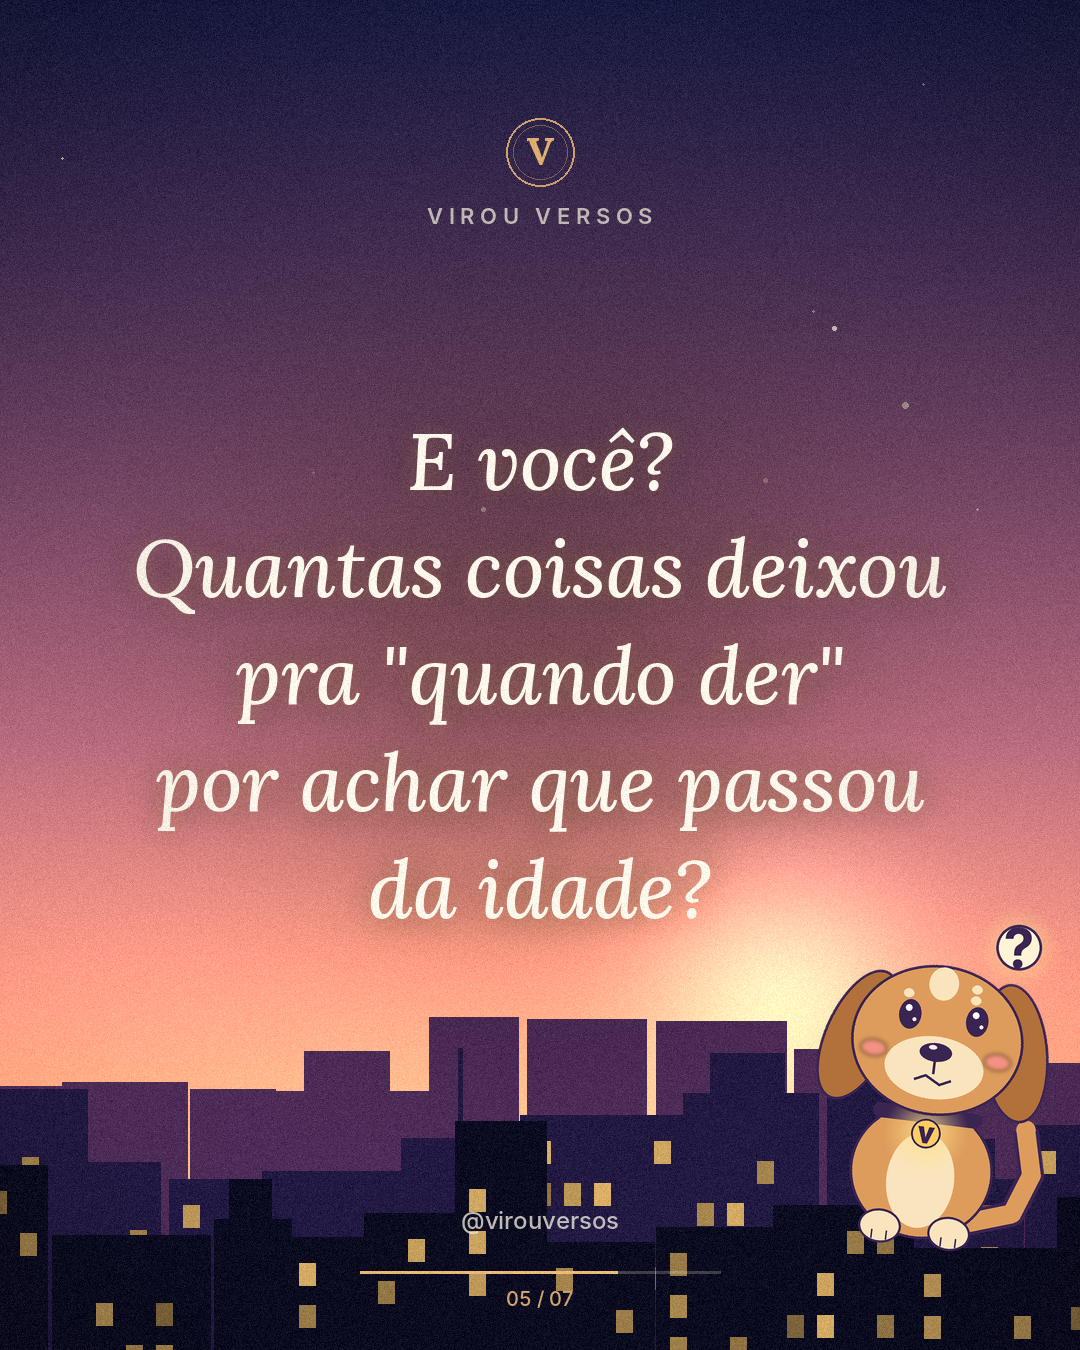 V
VIROU VERSOS
E você?
Quantas coisas deixou
pra "quando der"
por achar que passou
da idade?
?
V
@virouversos
05 / 07